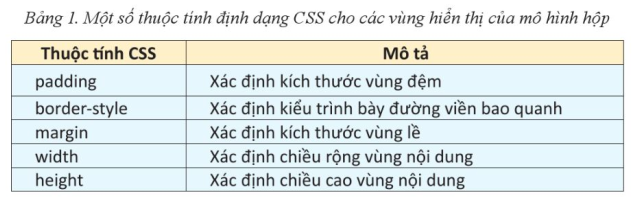 Bảng 1. Một số thuộc tính định dạng CSS cho các vùng hiển thị của mô hình hộp
Thuộc tính CSS Mô tả
padding Xác định kích thước vùng đệm
border-style Xác định kiểu trình bày đường viền bao quanh
margin Xác định kích thước vùng lề
width Xác định chiều rộng vùng nội dung
height Xác định chiều cao vùng nội dung